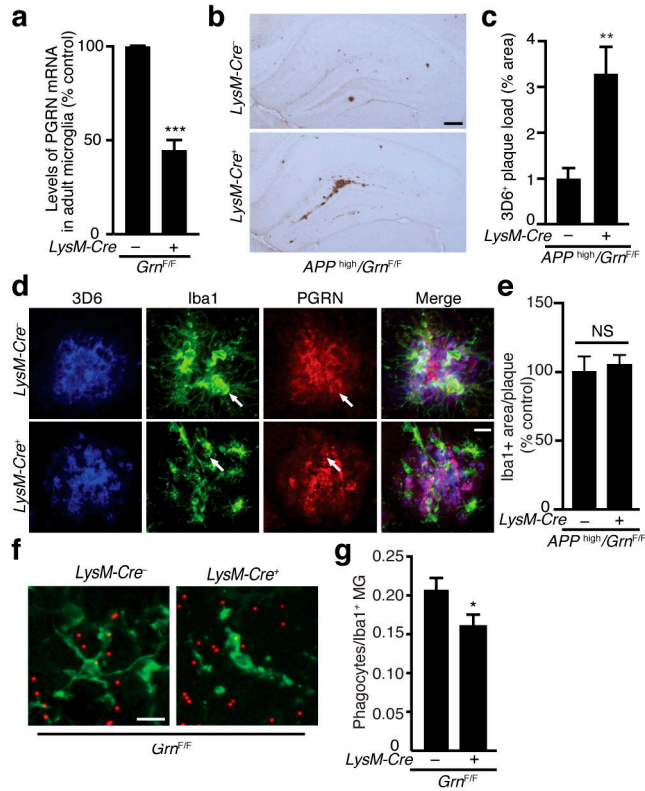 a
Levels of PGRN mRNA
in adult microglia (% control)
100
50
0
***
LysM-Cre − +
Grn^F/F
b
LysM-Cre⁻
LysM-Cre⁺
APP high/Grn^F/F
c
3D6⁺ plaque load (% area)
4
3
2
1
0
**
LysM-Cre − +
APP high/Grn^F/F
d
3D6 Iba1 PGRN Merge
LysM-Cre⁻
LysM-Cre⁺
e
Iba1+ area/plaque
(% control)
150
100
50
0
NS
LysM-Cre − +
APP high/Grn^F/F
f
LysM-Cre⁻ LysM-Cre⁺
Grn^F/F
g
Phagocytes/Iba1⁺ MG
0.25
0.20
0.15
0.10
0.05
0
*
LysM-Cre − +
Grn^F/F